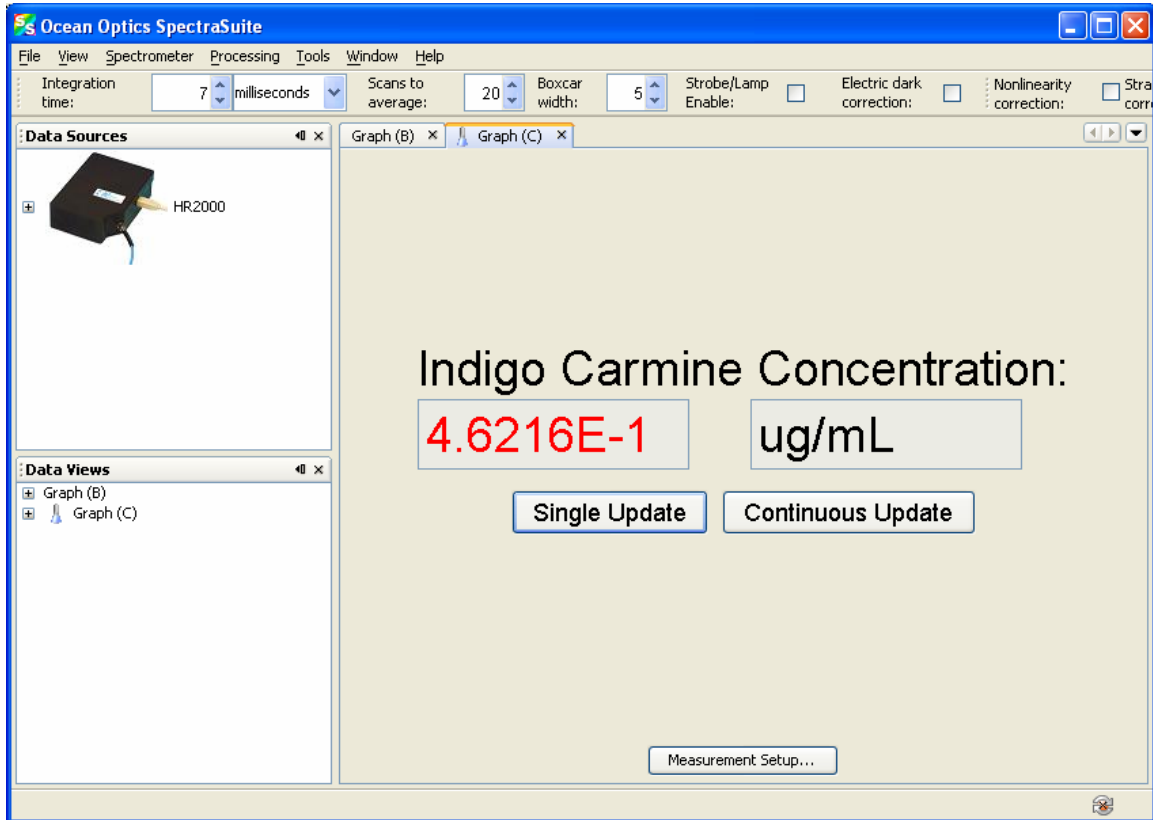 Ocean Optics SpectraSuite
File View Spectrometer Processing Tools Window Help
Integration time: 7 milliseconds Scans to average: 20 Boxcar width: 5 Strobe/Lamp Enable: Electric dark correction: Nonlinearity correction: Stra corr
Data Sources
Graph (B) Graph (C)
HR2000
Indigo Carmine Concentration:
4.6216E-1 ug/mL
Single Update Continuous Update
Data Views
Graph (B)
Graph (C)
Measurement Setup...